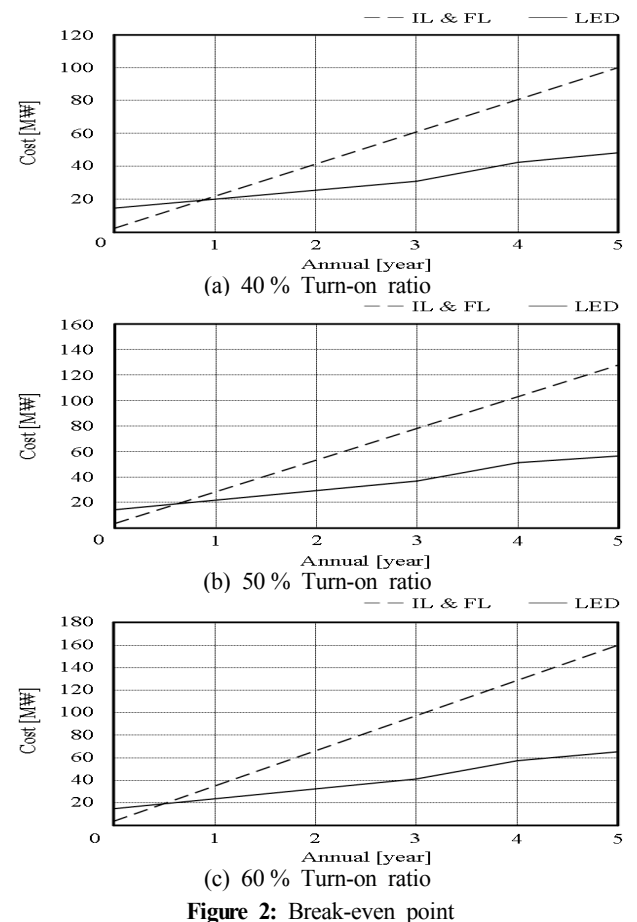 — — IL & FL —— LED
120
100
80
60
40
20
0
Cost [M₩]
1 2 3 4 5
Annual [year]
(a) 40 % Turn-on ratio
— — IL & FL —— LED
160
140
120
100
80
60
40
20
0
Cost [M₩]
1 2 3 4 5
Annual [year]
(b) 50 % Turn-on ratio
— — IL & FL —— LED
180
160
140
120
100
80
60
40
20
0
Cost [M₩]
1 2 3 4 5
Annual [year]
(c) 60 % Turn-on ratio
Figure 2: Break-even point